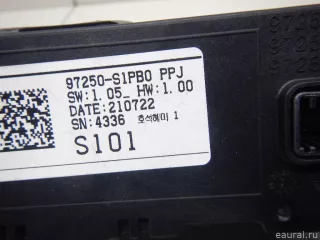 97250-S1PB0 PPJ
SW:1.05_ HW:1.00
DATE:210722
SN:4336 호석헤미 1
S101
eaural.ru